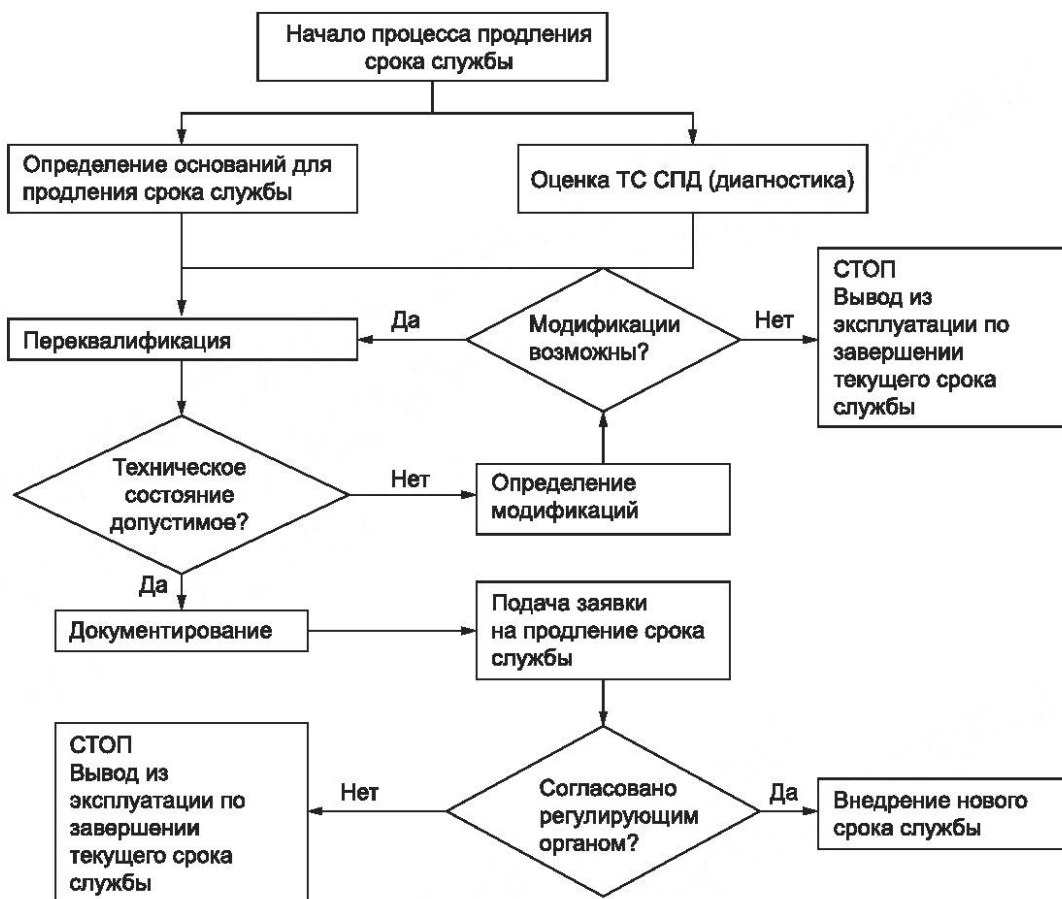 Начало процесса продления
срока службы
Определение оснований для
продления срока службы
Оценка ТС СПД (диагностика)
СТОП
Вывод из
эксплуатации по
завершении
текущего срока
службы
Да
Модификации
возможны?
Нет
Переквалификация
Техническое
состояние
допустимое?
Нет
Определение
модификаций
Да
Документирование
Подача заявки
на продление срока
службы
СТОП
Вывод из
эксплуатации по
завершении
текущего срока
службы
Нет
Согласовано
регулирующим
органом?
Да
Внедрение нового
срока службы